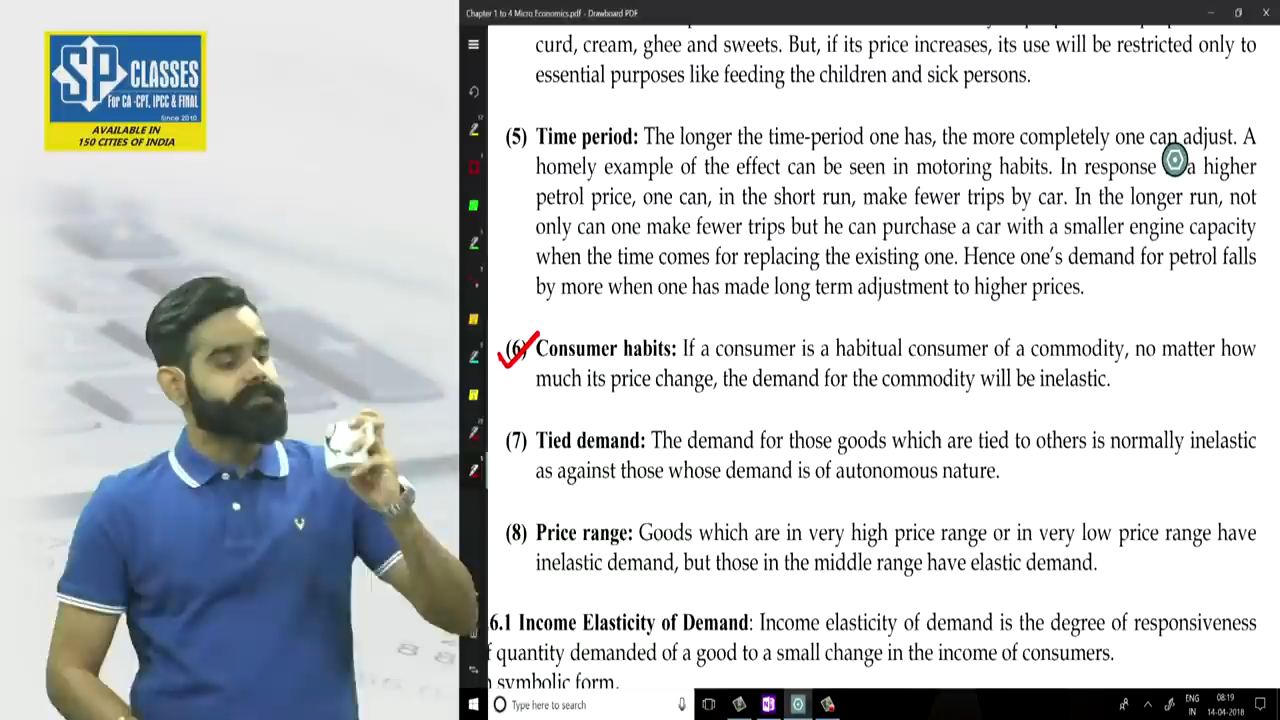 Chapter 1 to 4 Micro Economics.pdf - Drawboard PDF
SP CLASSES
For CA-CPT, IPCC & FINAL
Since 2010
AVAILABLE IN
150 CITIES OF INDIA
curd, cream, ghee and sweets. But, if its price increases, its use will be restricted only to
essential purposes like feeding the children and sick persons.
(5) Time period: The longer the time-period one has, the more completely one can adjust. A
homely example of the effect can be seen in motoring habits. In response a higher
petrol price, one can, in the short run, make fewer trips by car. In the longer run, not
only can one make fewer trips but he can purchase a car with a smaller engine capacity
when the time comes for replacing the existing one. Hence one's demand for petrol falls
by more when one has made long term adjustment to higher prices.
(6) Consumer habits: If a consumer is a habitual consumer of a commodity, no matter how
much its price change, the demand for the commodity will be inelastic.
(7) Tied demand: The demand for those goods which are tied to others is normally inelastic
as against those whose demand is of autonomous nature.
(8) Price range: Goods which are in very high price range or in very low price range have
inelastic demand, but those in the middle range have elastic demand.
.6.1 Income Elasticity of Demand: Income elasticity of demand is the degree of responsiveness
f quantity demanded of a good to a small change in the income of consumers.
symbolic form.
Type here to search
ENG
IN
08:19
14-04-2018